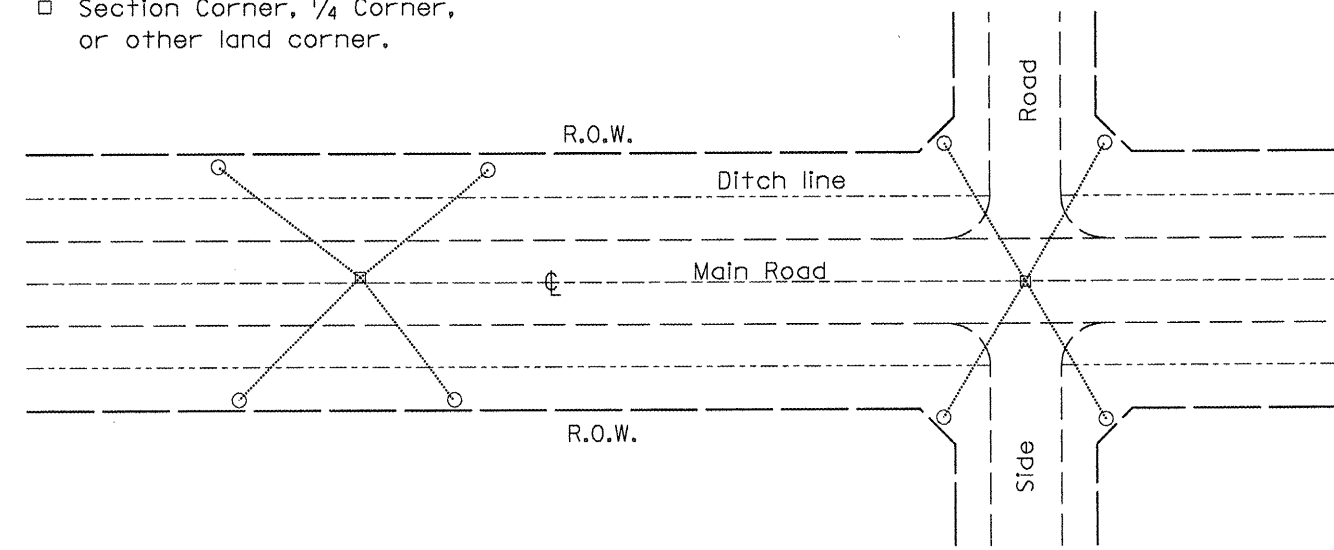 Section Corner, 1/4 Corner,
or other land corner.
Road
R.O.W.
Ditch line
Main Road
℄
R.O.W.
Side